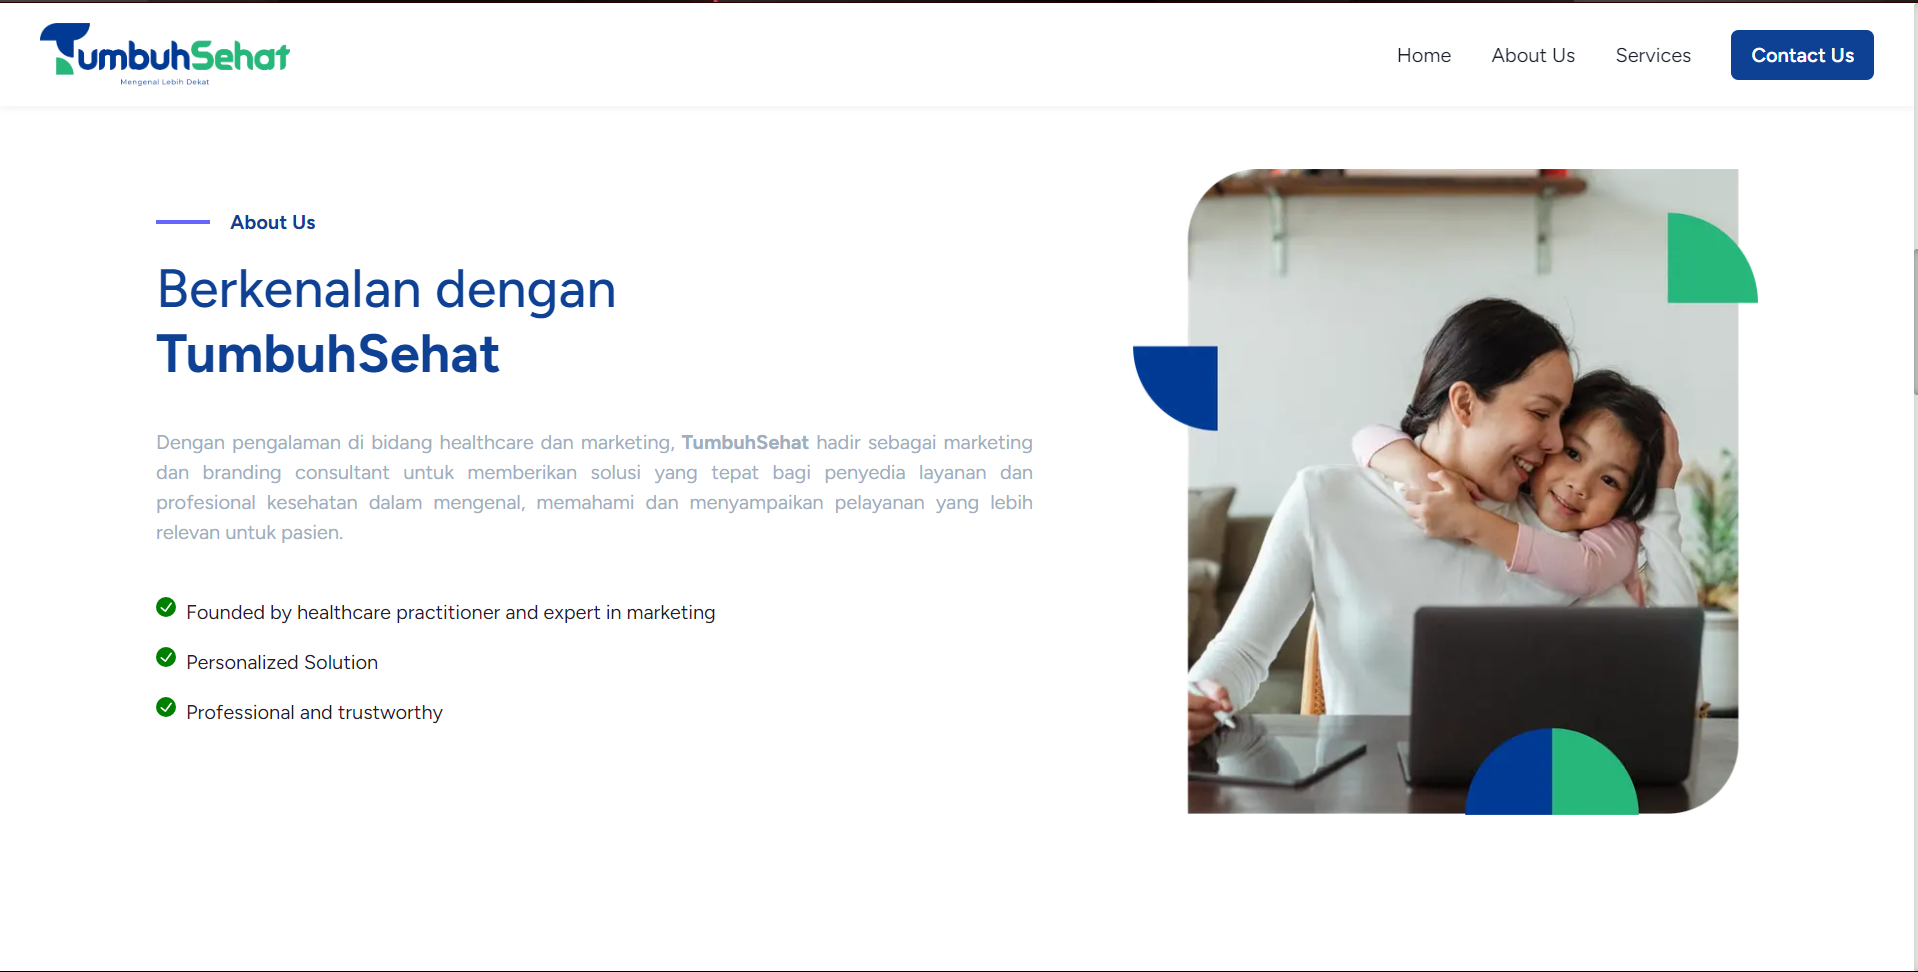 TumbuhSehat
Mengenal Lebih Dekat
Home
About Us
Services
Contact Us
About Us
Berkenalan dengan
TumbuhSehat
Dengan pengalaman di bidang healthcare dan marketing, TumbuhSehat hadir sebagai marketing
dan branding consultant untuk memberikan solusi yang tepat bagi penyedia layanan dan
profesional kesehatan dalam mengenal, memahami dan menyampaikan pelayanan yang lebih
relevan untuk pasien.
Founded by healthcare practitioner and expert in marketing
Personalized Solution
Professional and trustworthy